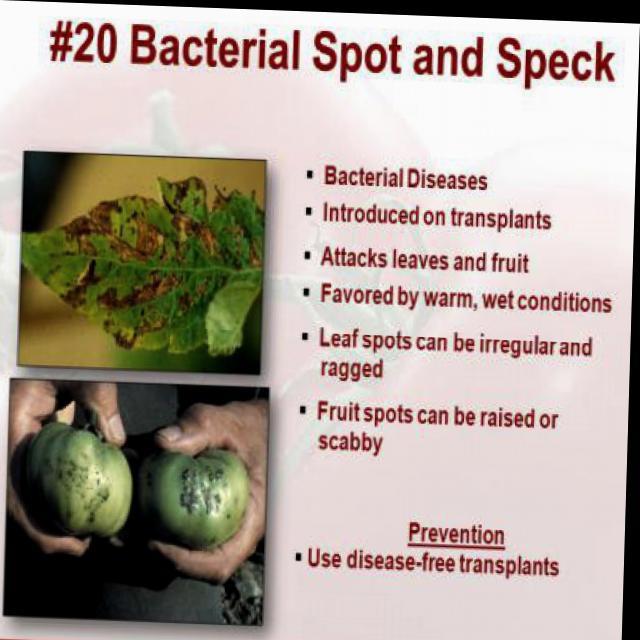 #20 Bacterial Spot and Speck
▪ Bacterial Diseases
▪ Introduced on transplants
▪ Attacks leaves and fruit
▪ Favored by warm, wet conditions
▪ Leaf spots can be irregular and
ragged
▪ Fruit spots can be raised or
scabby
Prevention
▪ Use disease-free transplants